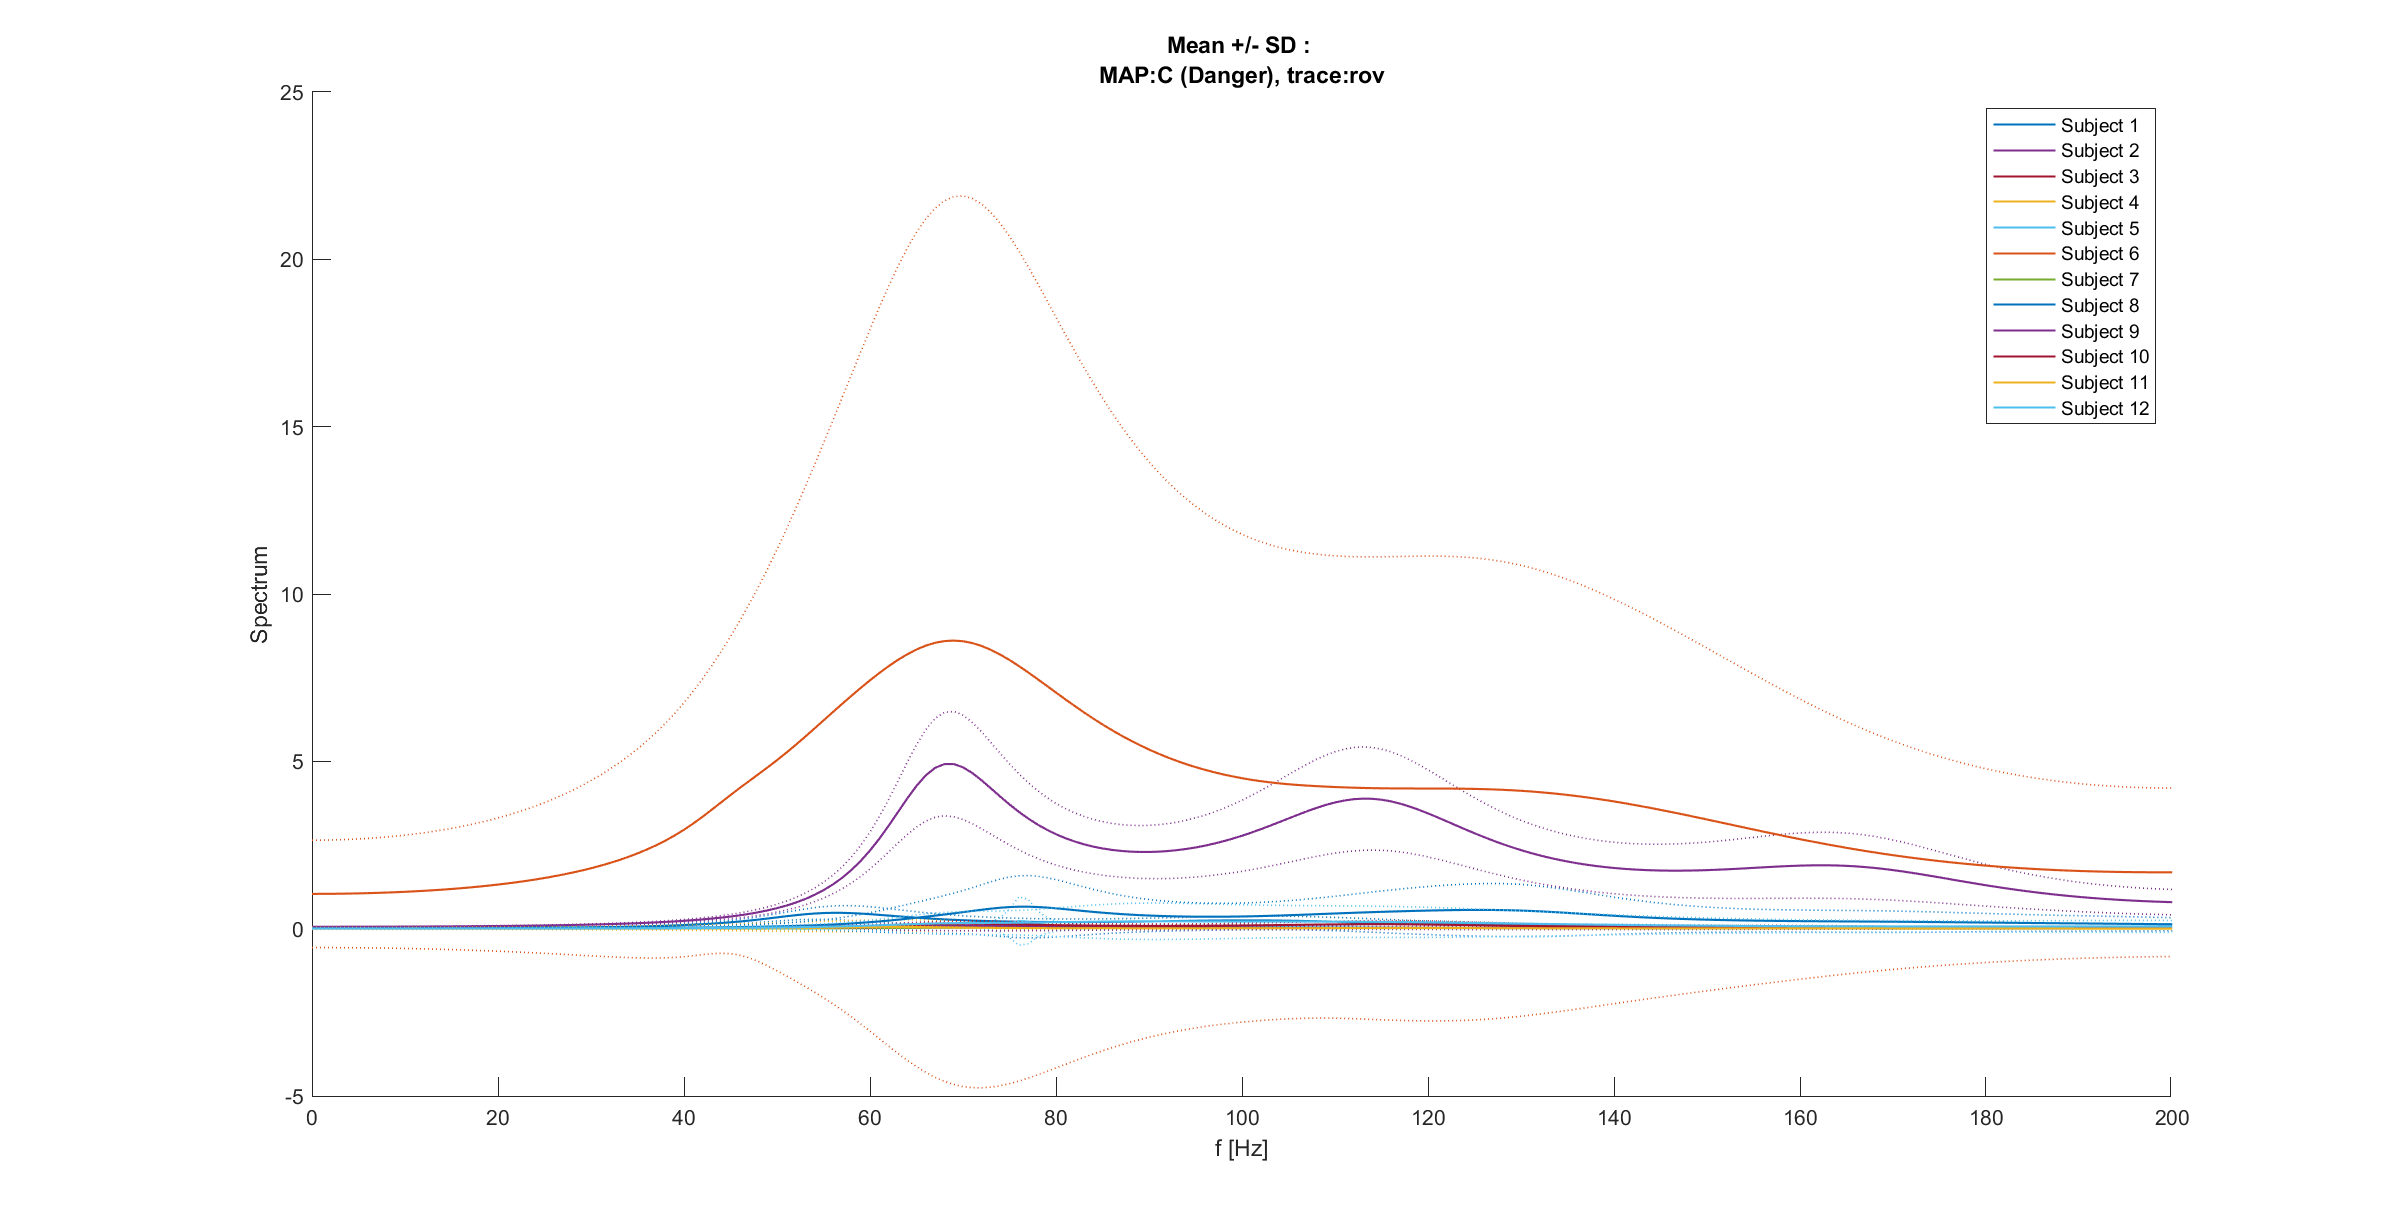 Mean +/- SD :
MAP:C (Danger), trace:rov
25
20
15
10
5
0
-5
Spectrum
0 20 40 60 80 100 120 140 160 180 200
f [Hz]
Subject 1
Subject 2
Subject 3
Subject 4
Subject 5
Subject 6
Subject 7
Subject 8
Subject 9
Subject 10
Subject 11
Subject 12